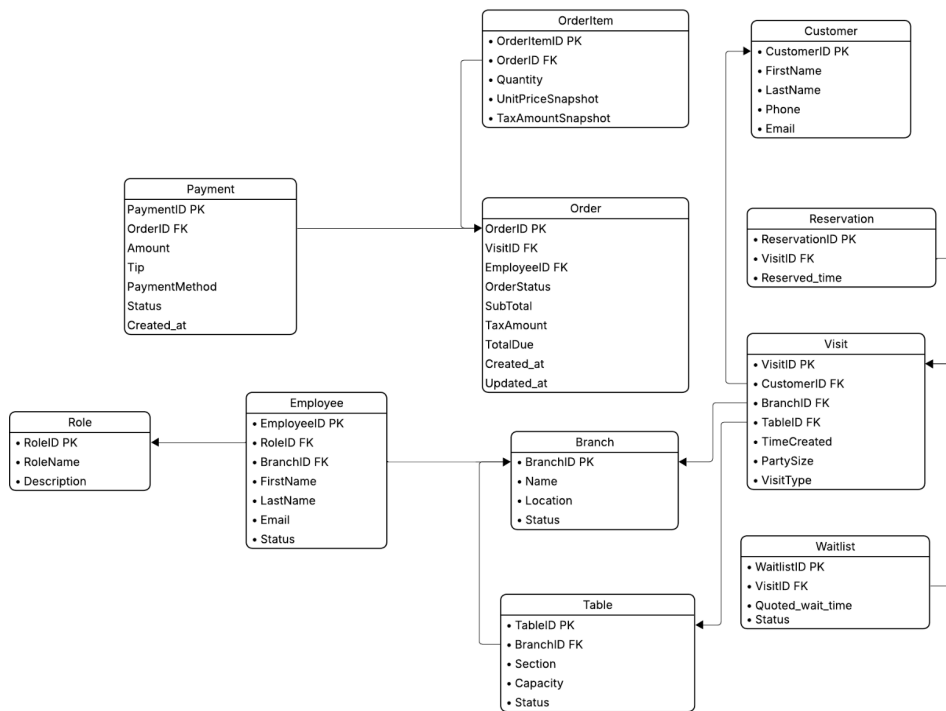 OrderItem
• OrderItemID PK
• OrderID FK
• Quantity
• UnitPriceSnapshot
• TaxAmountSnapshot
Customer
• CustomerID PK
• FirstName
• LastName
• Phone
• Email
Payment
PaymentID PK
OrderID FK
Amount
Tip
PaymentMethod
Status
Created_at
Order
OrderID PK
VisitID FK
EmployeeID FK
OrderStatus
SubTotal
TaxAmount
TotalDue
Created_at
Updated_at
Reservation
• ReservationID PK
• VisitID FK
• Reserved_time
Visit
• VisitID PK
• CustomerID FK
• BranchID FK
• TableID FK
• TimeCreated
• PartySize
• VisitType
Role
• RoleID PK
• RoleName
• Description
Employee
• EmployeeID PK
• RoleID FK
• BranchID FK
• FirstName
• LastName
• Email
• Status
Branch
• BranchID PK
• Name
• Location
• Status
Waitlist
• WaitlistID PK
• VisitID FK
• Quoted_wait_time
• Status
Table
• TableID PK
• BranchID FK
• Section
• Capacity
• Status